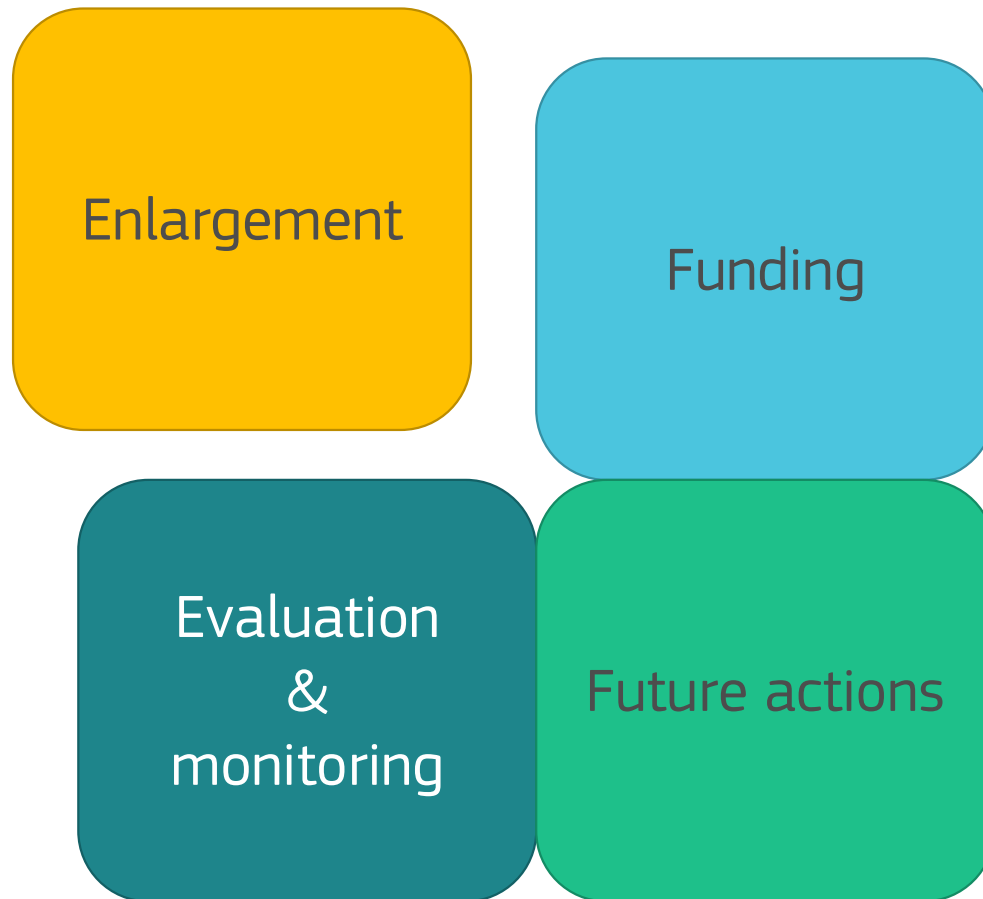 Enlargement
Funding
Evaluation
&
monitoring
Future actions